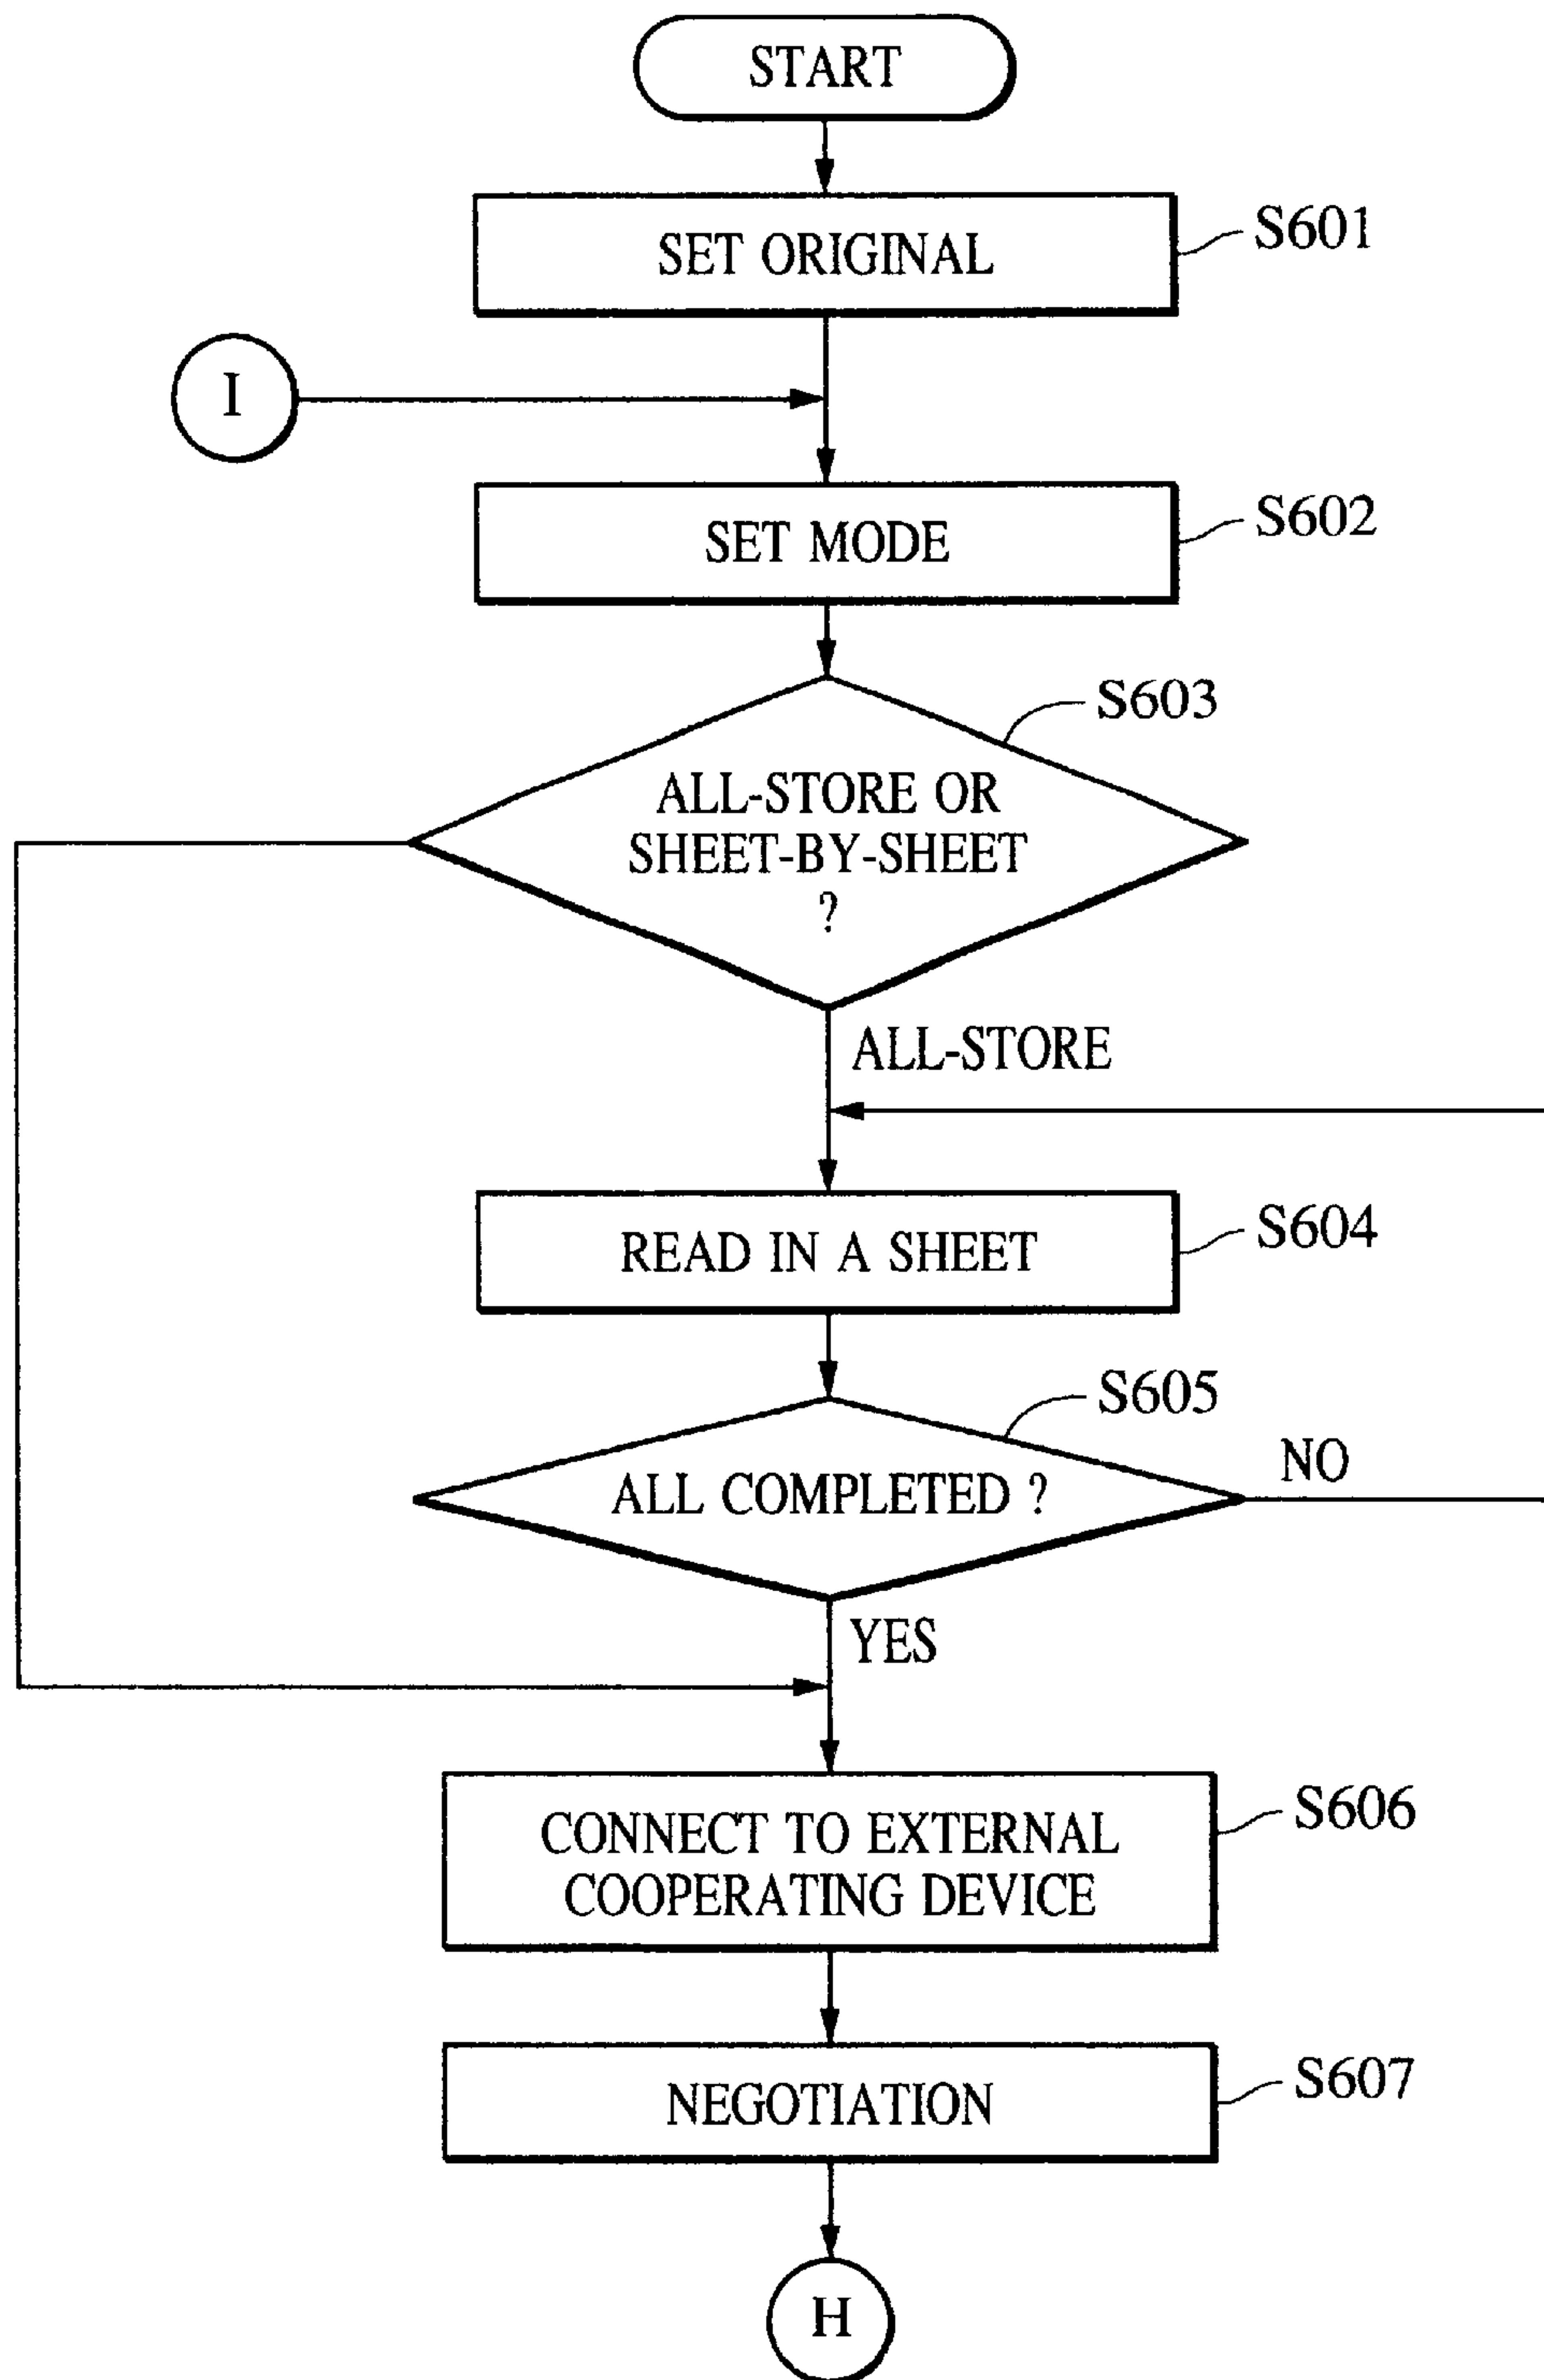 START
SET ORIGINAL
S601
I
SET MODE
S602
S603
ALL-STORE OR
SHEET-BY-SHEET
?
ALL-STORE
READ IN A SHEET
S604
S605
ALL COMPLETED ?
NO
YES
CONNECT TO EXTERNAL
COOPERATING DEVICE
S606
NEGOTIATION
S607
H